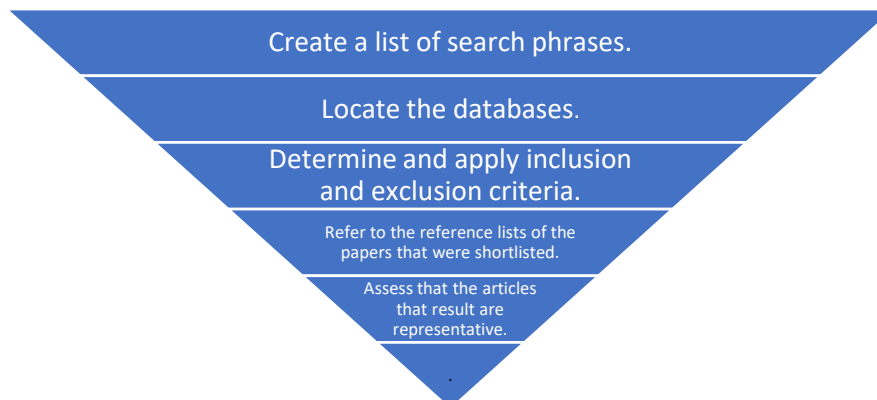 Create a list of search phrases.
Locate the databases.
Determine and apply inclusion
and exclusion criteria.
Refer to the reference lists of the
papers that were shortlisted.
Assess that the articles
that result are
representative.
.